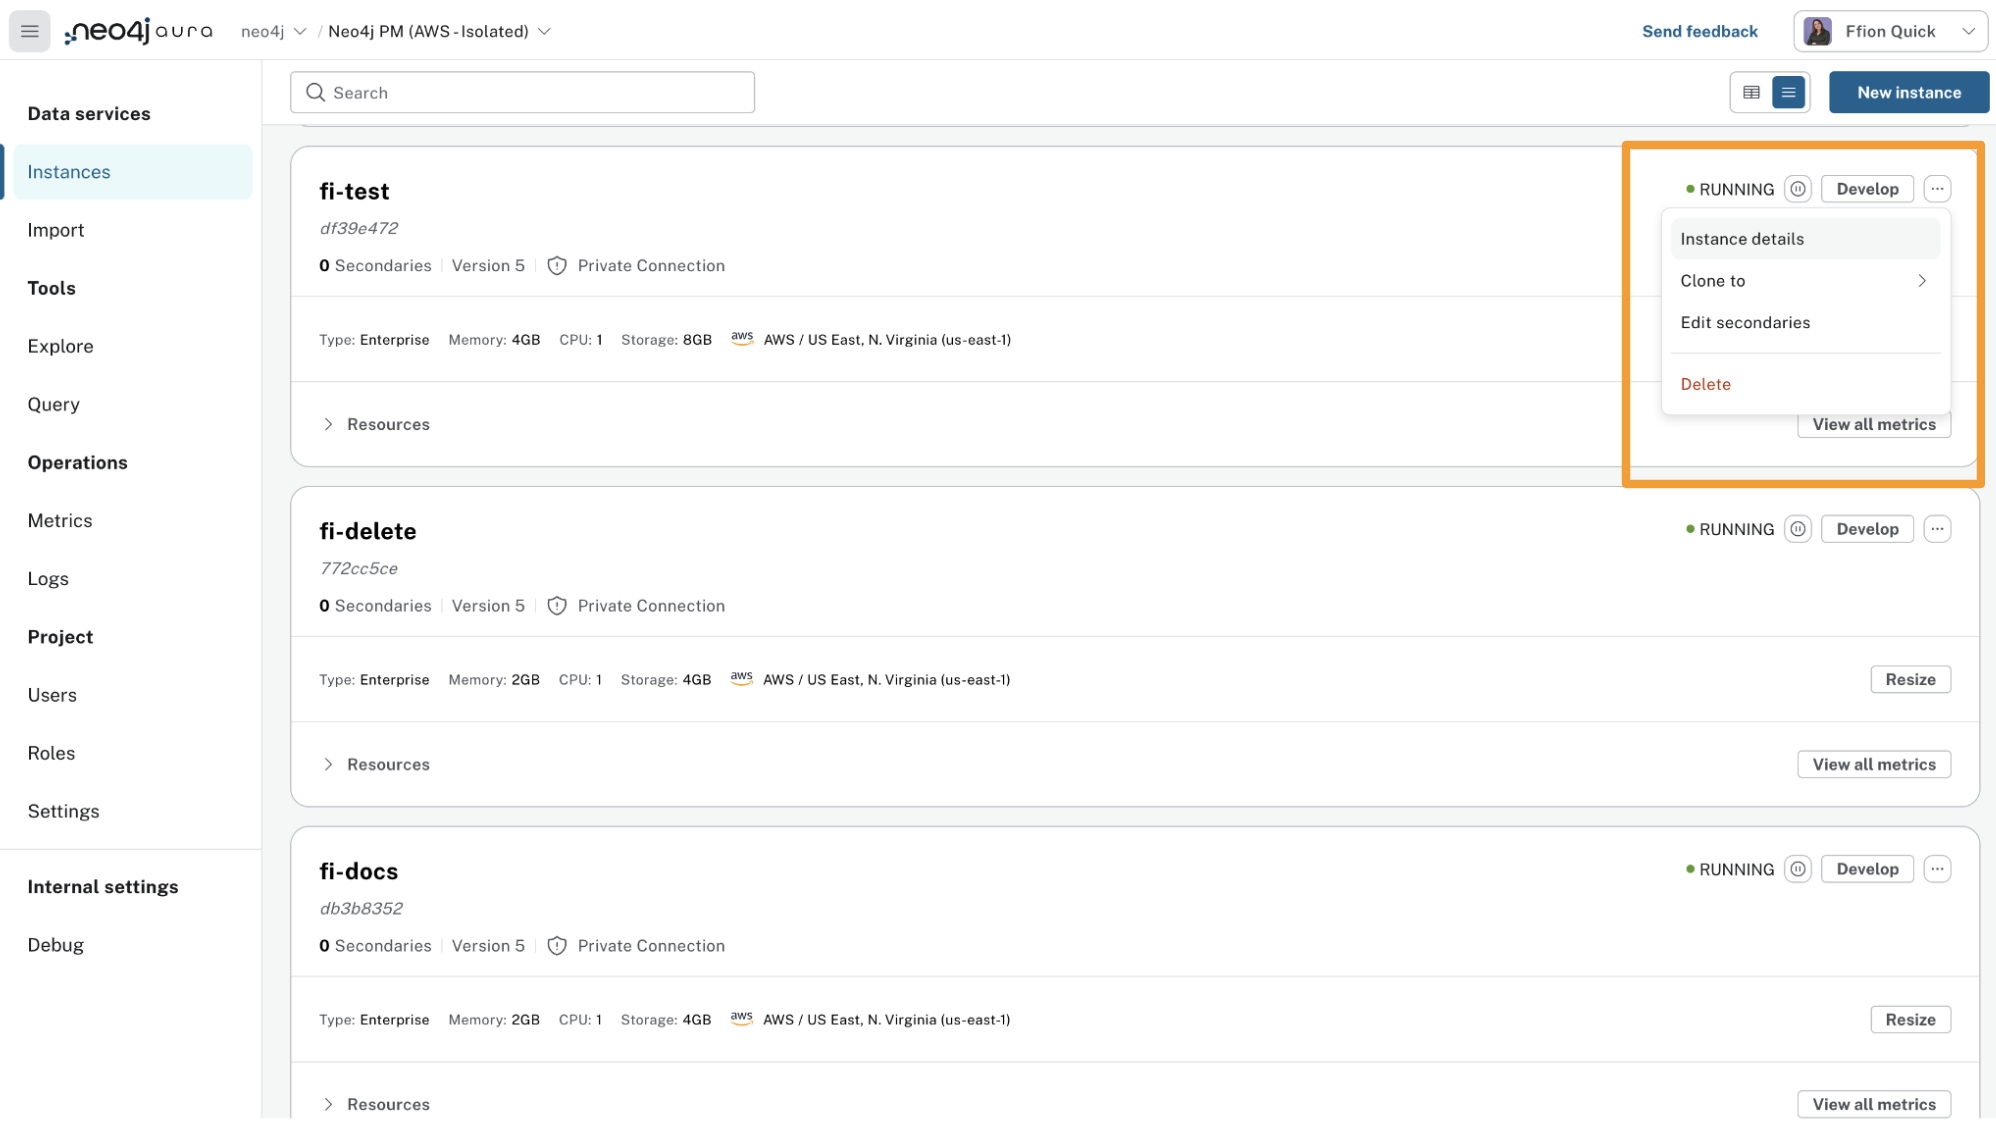 neo4j aura
neo4j / Neo4j PM (AWS - Isolated)
Send feedback
Ffion Quick
Search
New instance
Data services
Instances
Import
Tools
Explore
Query
Operations
Metrics
Logs
Project
Users
Roles
Settings
Internal settings
Debug
fi-test
RUNNING
Develop
df39e472
0 Secondaries
Version 5
Private Connection
Instance details
Clone to
Edit secondaries
Delete
Type: Enterprise Memory: 4GB CPU: 1 Storage: 8GB aws AWS / US East, N. Virginia (us-east-1)
Resources
View all metrics
fi-delete
RUNNING
Develop
772cc5ce
0 Secondaries
Version 5
Private Connection
Type: Enterprise Memory: 2GB CPU: 1 Storage: 4GB aws AWS / US East, N. Virginia (us-east-1)
Resize
Resources
View all metrics
fi-docs
RUNNING
Develop
db3b8352
0 Secondaries
Version 5
Private Connection
Type: Enterprise Memory: 2GB CPU: 1 Storage: 4GB aws AWS / US East, N. Virginia (us-east-1)
Resize
Resources
View all metrics